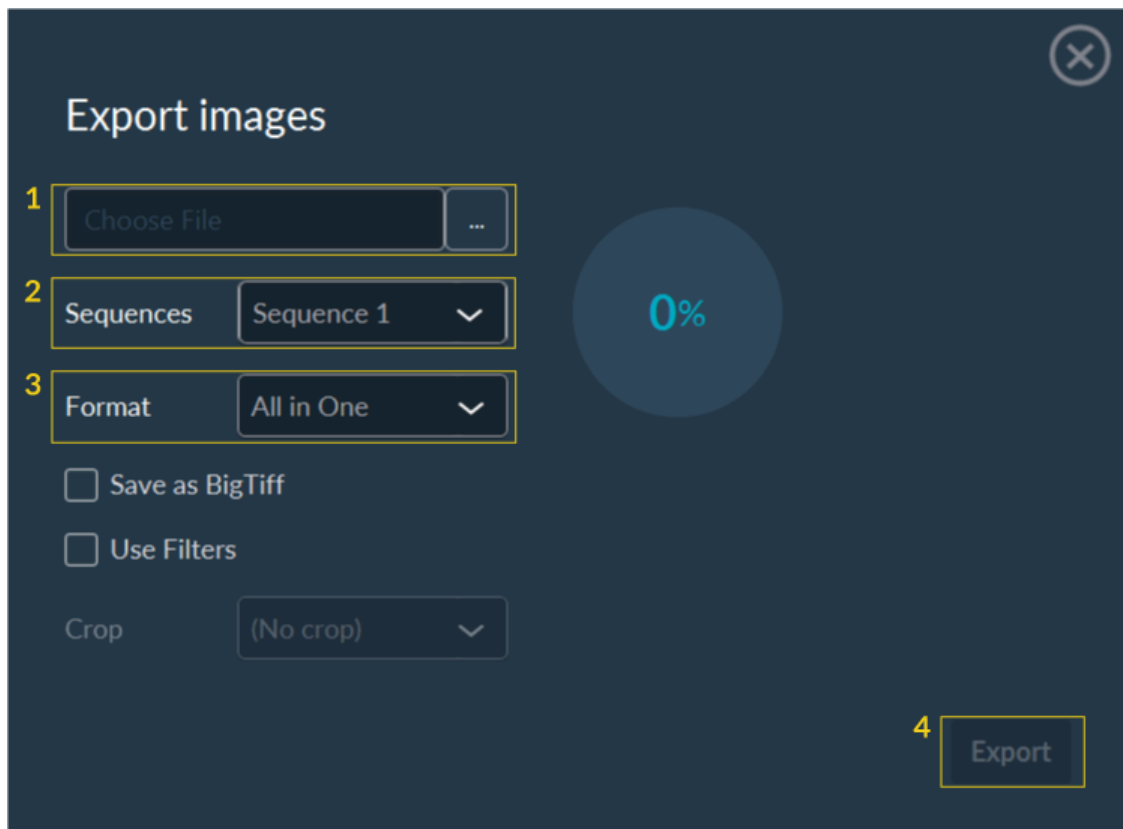 Export images
1 Choose File ...
2 Sequences Sequence 1
0%
3 Format All in One
Save as BigTiff
Use Filters
Crop (No crop)
4 Export